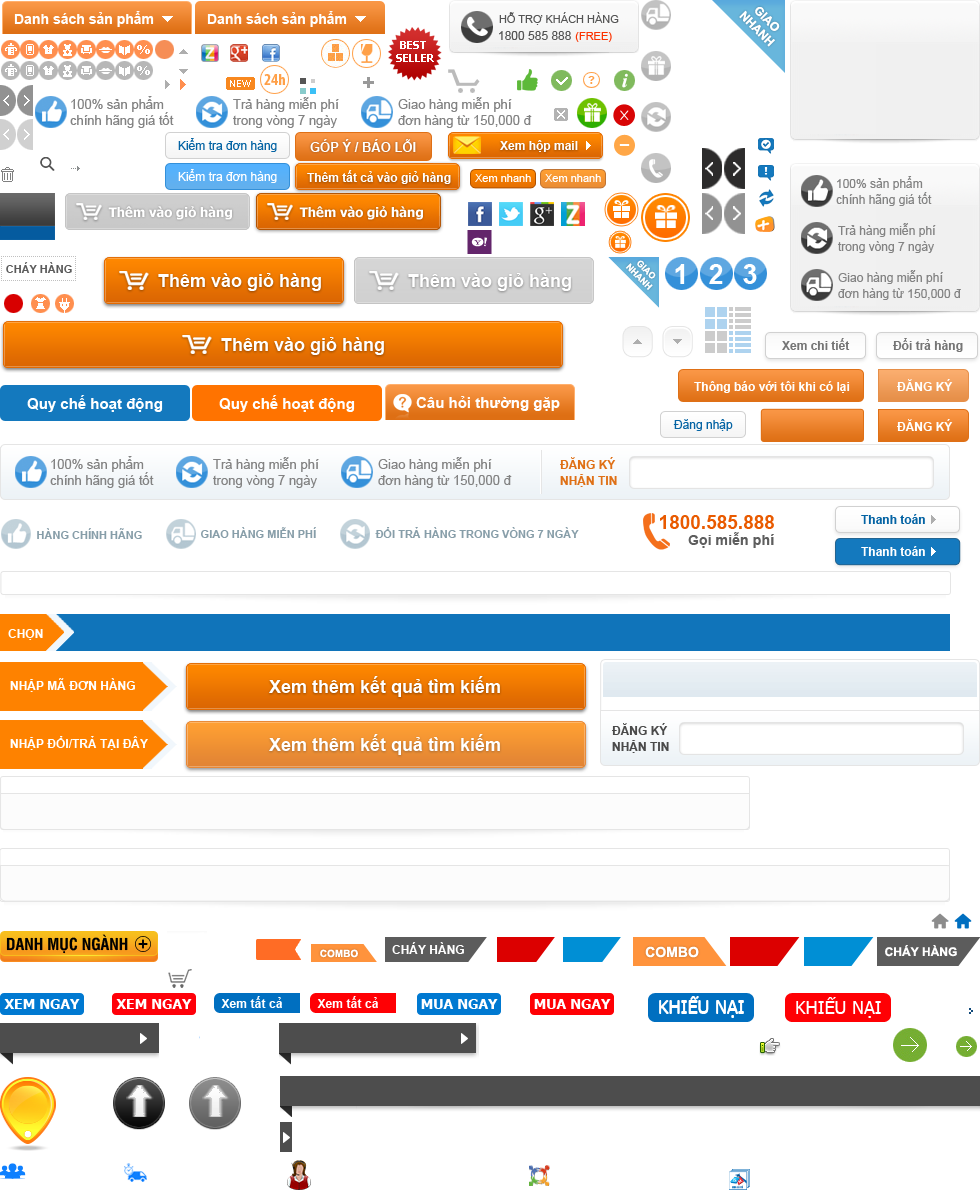 Danh sách sản phẩm
Danh sách sản phẩm
HỖ TRỢ KHÁCH HÀNG
1800 585 888 (FREE)
GIAO
NHANH
BEST
SELLER
NEW
24h
100% sản phẩm
chính hãng giá tốt
Trả hàng miễn phí
trong vòng 7 ngày
Giao hàng miễn phí
đơn hàng từ 150,000 đ
Kiểm tra đơn hàng
GÓP Ý / BÁO LỖI
Xem hộp mail
Kiểm tra đơn hàng
Thêm tất cả vào giỏ hàng
Xem nhanh
Xem nhanh
100% sản phẩm
chính hãng giá tốt
Trả hàng miễn phí
trong vòng 7 ngày
Giao hàng miễn phí
đơn hàng từ 150,000 đ
Thêm vào giỏ hàng
Thêm vào giỏ hàng
CHÁY HÀNG
Thêm vào giỏ hàng
Thêm vào giỏ hàng
GIAO
NHANH
1 2 3
Thêm vào giỏ hàng
Xem chi tiết
Đổi trả hàng
Thông báo với tôi khi có lại
ĐĂNG KÝ
Quy chế hoạt động
Quy chế hoạt động
Câu hỏi thường gặp
Đăng nhập
ĐĂNG KÝ
100% sản phẩm
chính hãng giá tốt
Trả hàng miễn phí
trong vòng 7 ngày
Giao hàng miễn phí
đơn hàng từ 150,000 đ
ĐĂNG KÝ
NHẬN TIN
HÀNG CHÍNH HÃNG
GIAO HÀNG MIỄN PHÍ
ĐỔI TRẢ HÀNG TRONG VÒNG 7 NGÀY
1800.585.888
Gọi miễn phí
Thanh toán
Thanh toán
CHỌN
NHẬP MÃ ĐƠN HÀNG
Xem thêm kết quả tìm kiếm
NHẬP ĐỔI/TRẢ TẠI ĐÂY
Xem thêm kết quả tìm kiếm
ĐĂNG KÝ
NHẬN TIN
DANH MỤC NGÀNH
COMBO
CHÁY HÀNG
COMBO
CHÁY HÀNG
XEM NGAY
XEM NGAY
Xem tất cả
Xem tất cả
MUA NGAY
MUA NGAY
KHIẾU NẠI
KHIẾU NẠI